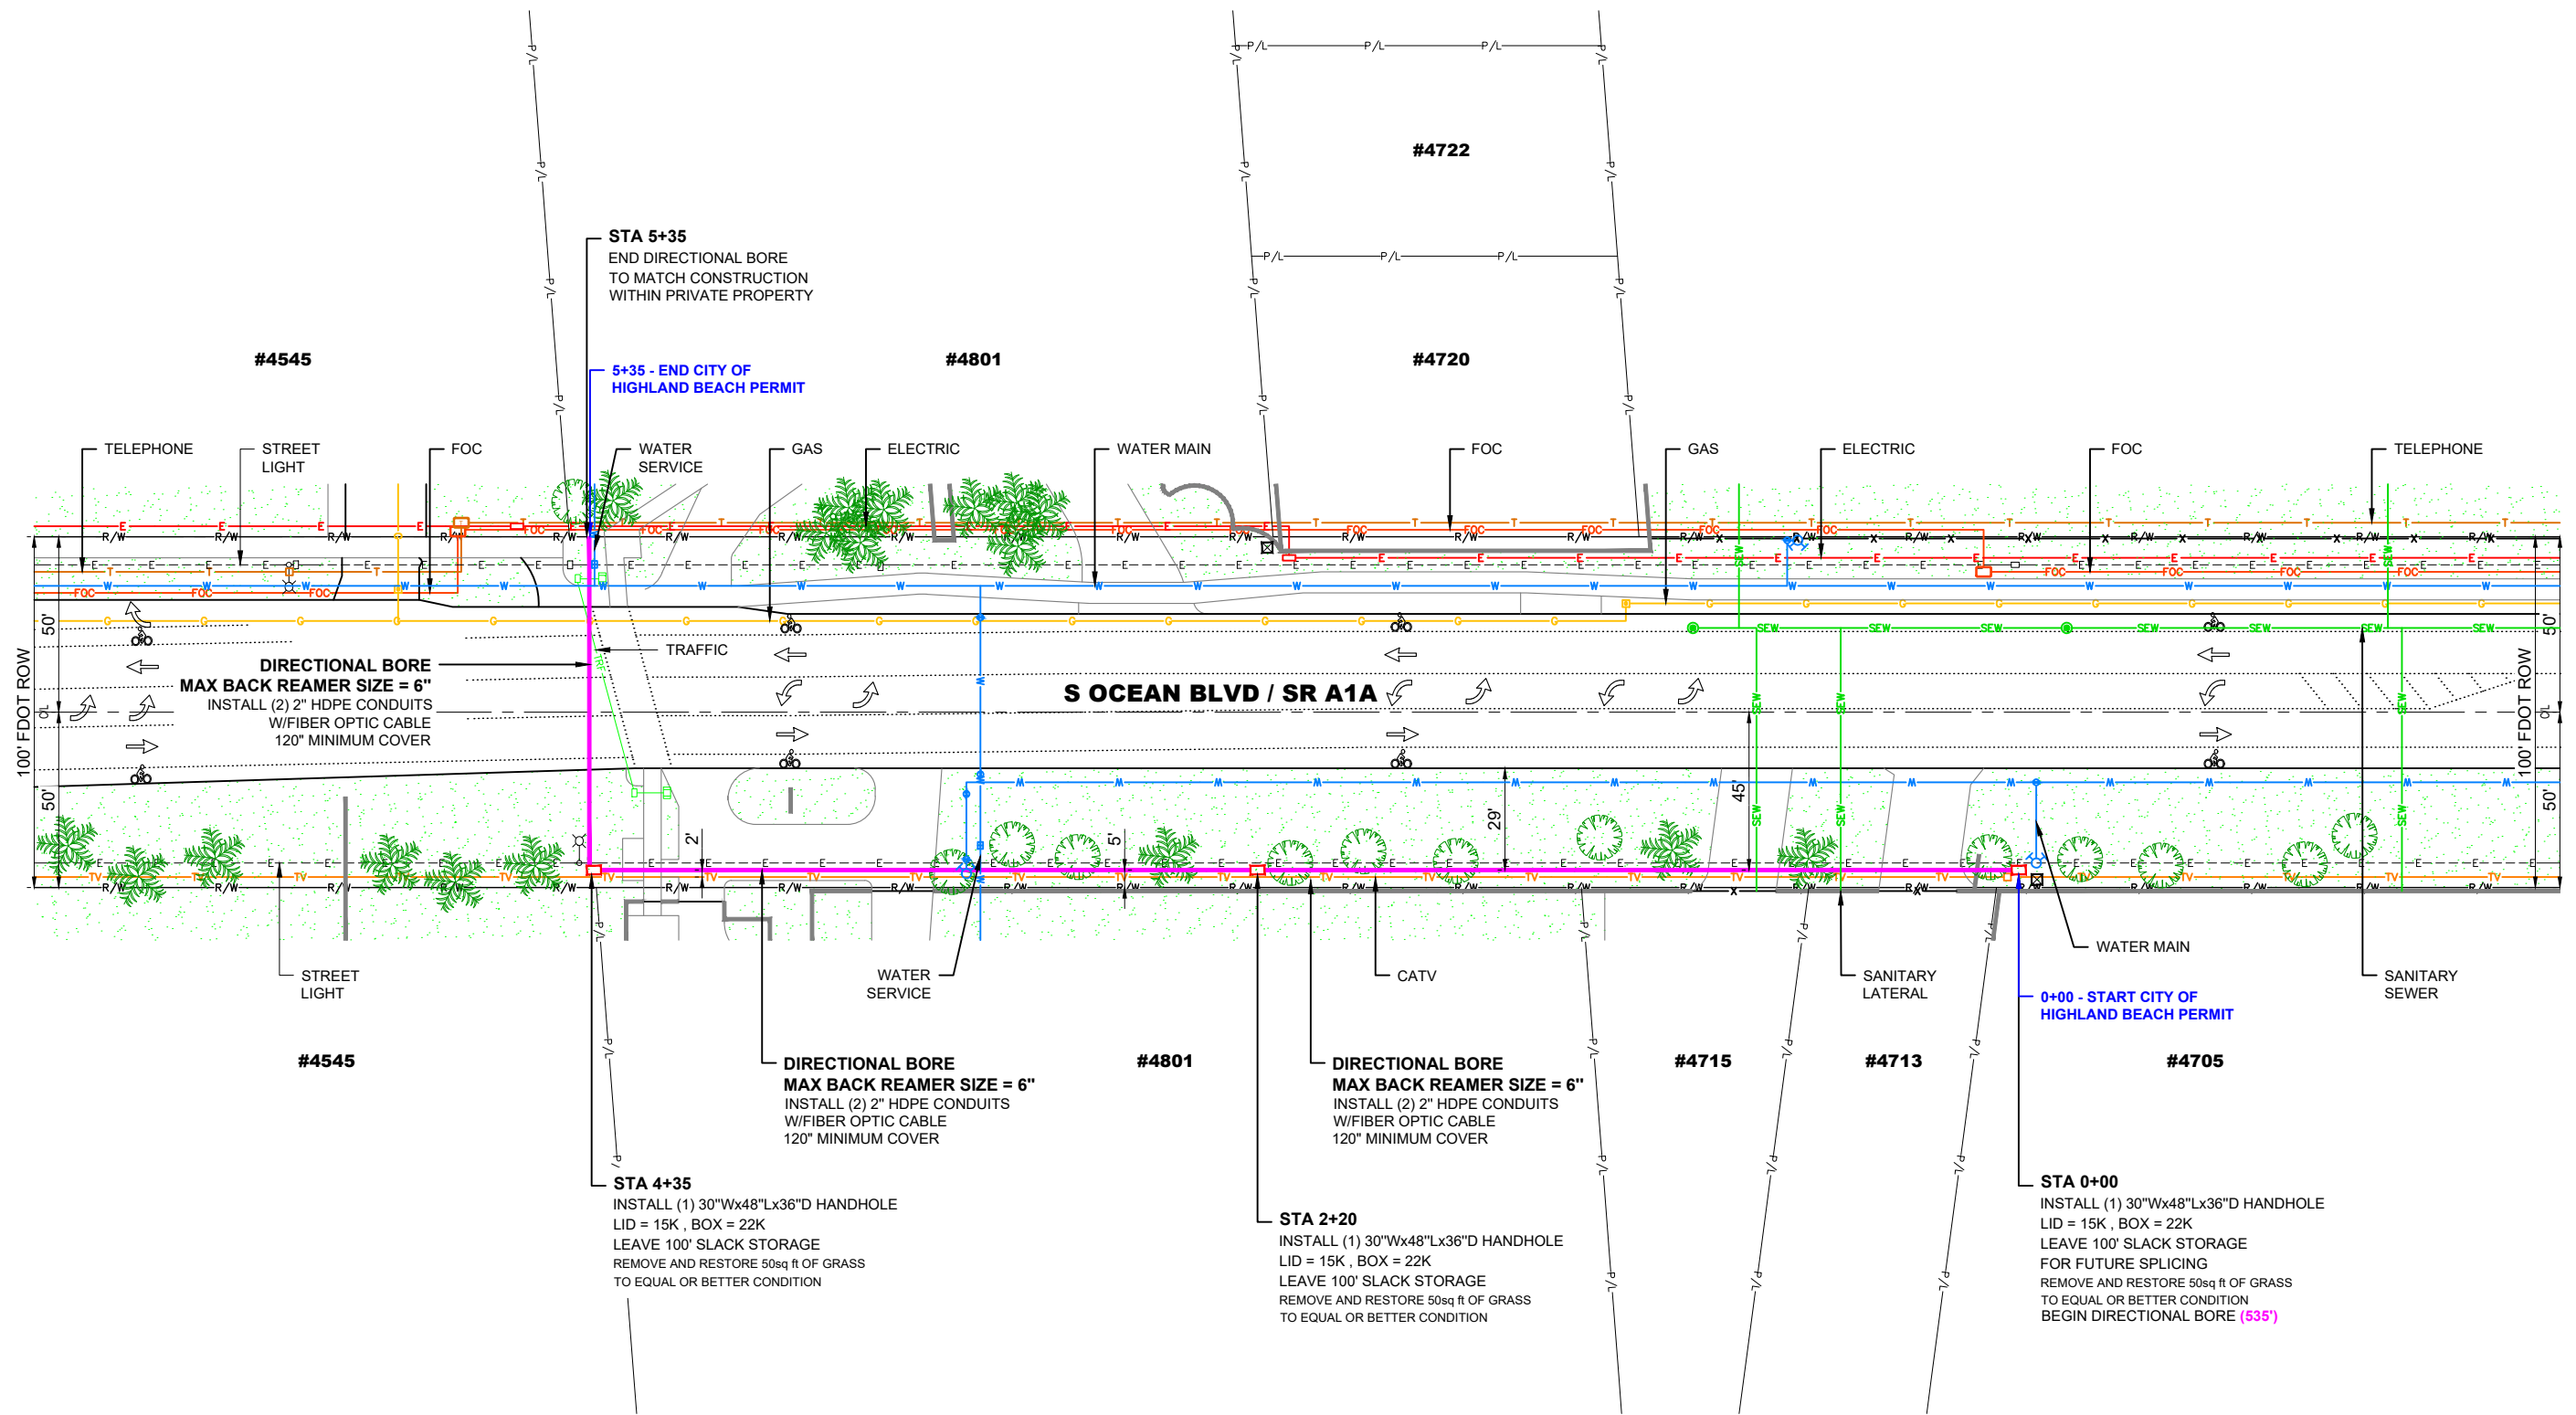 #4722
STA 5+35
END DIRECTIONAL BORE
TO MATCH CONSTRUCTION
WITHIN PRIVATE PROPERTY
#4545
#4801
#4720
5+35 - END CITY OF
HIGHLAND BEACH PERMIT
TELEPHONE
STREET
LIGHT
FOC
WATER
SERVICE
GAS
ELECTRIC
WATER MAIN
FOC
GAS
ELECTRIC
FOC
TELEPHONE
100' FDOT ROW
50'
50'
DIRECTIONAL BORE
MAX BACK REAMER SIZE = 6"
INSTALL (2) 2" HDPE CONDUITS
W/FIBER OPTIC CABLE
120" MINIMUM COVER
TRAFFIC
S OCEAN BLVD / SR A1A
100' FDOT ROW
50'
50'
2'
5'
29'
45'
STREET
LIGHT
WATER
SERVICE
CATV
SANITARY
LATERAL
WATER MAIN
SANITARY
SEWER
0+00 - START CITY OF
HIGHLAND BEACH PERMIT
#4545
DIRECTIONAL BORE
MAX BACK REAMER SIZE = 6"
INSTALL (2) 2" HDPE CONDUITS
W/FIBER OPTIC CABLE
120" MINIMUM COVER
#4801
DIRECTIONAL BORE
MAX BACK REAMER SIZE = 6"
INSTALL (2) 2" HDPE CONDUITS
W/FIBER OPTIC CABLE
120" MINIMUM COVER
#4715
#4713
#4705
STA 4+35
INSTALL (1) 30"Wx48"Lx36"D HANDHOLE
LID = 15K , BOX = 22K
LEAVE 100' SLACK STORAGE
REMOVE AND RESTORE 50sq ft OF GRASS
TO EQUAL OR BETTER CONDITION
STA 2+20
INSTALL (1) 30"Wx48"Lx36"D HANDHOLE
LID = 15K , BOX = 22K
LEAVE 100' SLACK STORAGE
REMOVE AND RESTORE 50sq ft OF GRASS
TO EQUAL OR BETTER CONDITION
STA 0+00
INSTALL (1) 30"Wx48"Lx36"D HANDHOLE
LID = 15K , BOX = 22K
LEAVE 100' SLACK STORAGE
FOR FUTURE SPLICING
REMOVE AND RESTORE 50sq ft OF GRASS
TO EQUAL OR BETTER CONDITION
BEGIN DIRECTIONAL BORE (535')